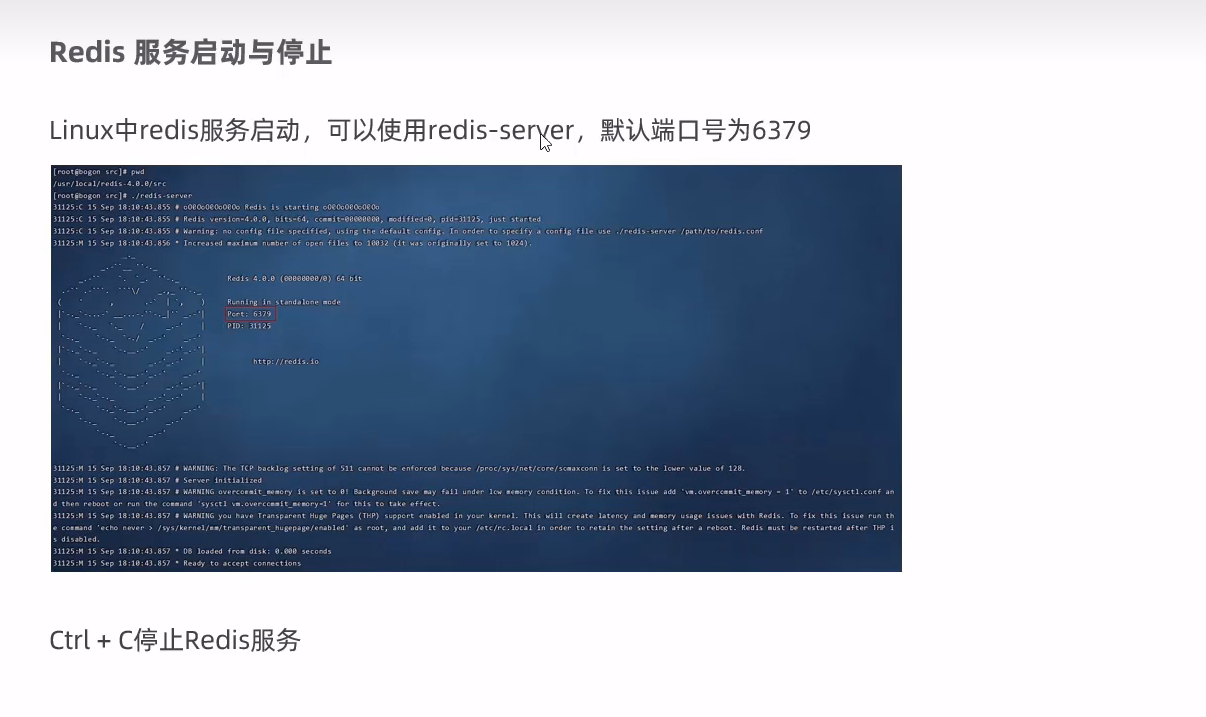 Redis 服务启动与停止
Linux中redis服务启动，可以使用redis-server，默认端口号为6379
[root@bogon src]# pwd
/usr/local/redis-4.0.0/src
[root@bogon src]# ./redis-server
31125:C 15 Sep 18:10:43.855 # oO0OoO0OoO0Oo Redis is starting oO0OoO0OoO0Oo
31125:C 15 Sep 18:10:43.855 # Redis version=4.0.0, bits=64, commit=00000000, modified=0, pid=31125, just started
31125:C 15 Sep 18:10:43.855 # Warning: no config file specified, using the default config. In order to specify a config file use ./redis-server /path/to/redis.conf
31125:M 15 Sep 18:10:43.856 * Increased maximum number of open files to 10032 (it was originally set to 1024).
Redis 4.0.0 (00000000/0) 64 bit
Running in standalone mode
Port: 6379
PID: 31125
http://redis.io
31125:M 15 Sep 18:10:43.857 # WARNING: The TCP backlog setting of 511 cannot be enforced because /proc/sys/net/core/somaxconn is set to the lower value of 128.
31125:M 15 Sep 18:10:43.857 # Server initialized
31125:M 15 Sep 18:10:43.857 # WARNING overcommit_memory is set to 0! Background save may fail under low memory condition. To fix this issue add 'vm.overcommit_memory = 1' to /etc/sysctl.conf an
d then reboot or run the command 'sysctl vm.overcommit_memory=1' for this to take effect.
31125:M 15 Sep 18:10:43.857 # WARNING you have Transparent Huge Pages (THP) support enabled in your kernel. This will create latency and memory usage issues with Redis. To fix this issue run th
e command 'echo never > /sys/kernel/mm/transparent_hugepage/enabled' as root, and add it to your /etc/rc.local in order to retain the setting after a reboot. Redis must be restarted after THP i
s disabled.
31125:M 15 Sep 18:10:43.857 * DB loaded from disk: 0.000 seconds
31125:M 15 Sep 18:10:43.857 * Ready to accept connections
Ctrl + C停止Redis服务